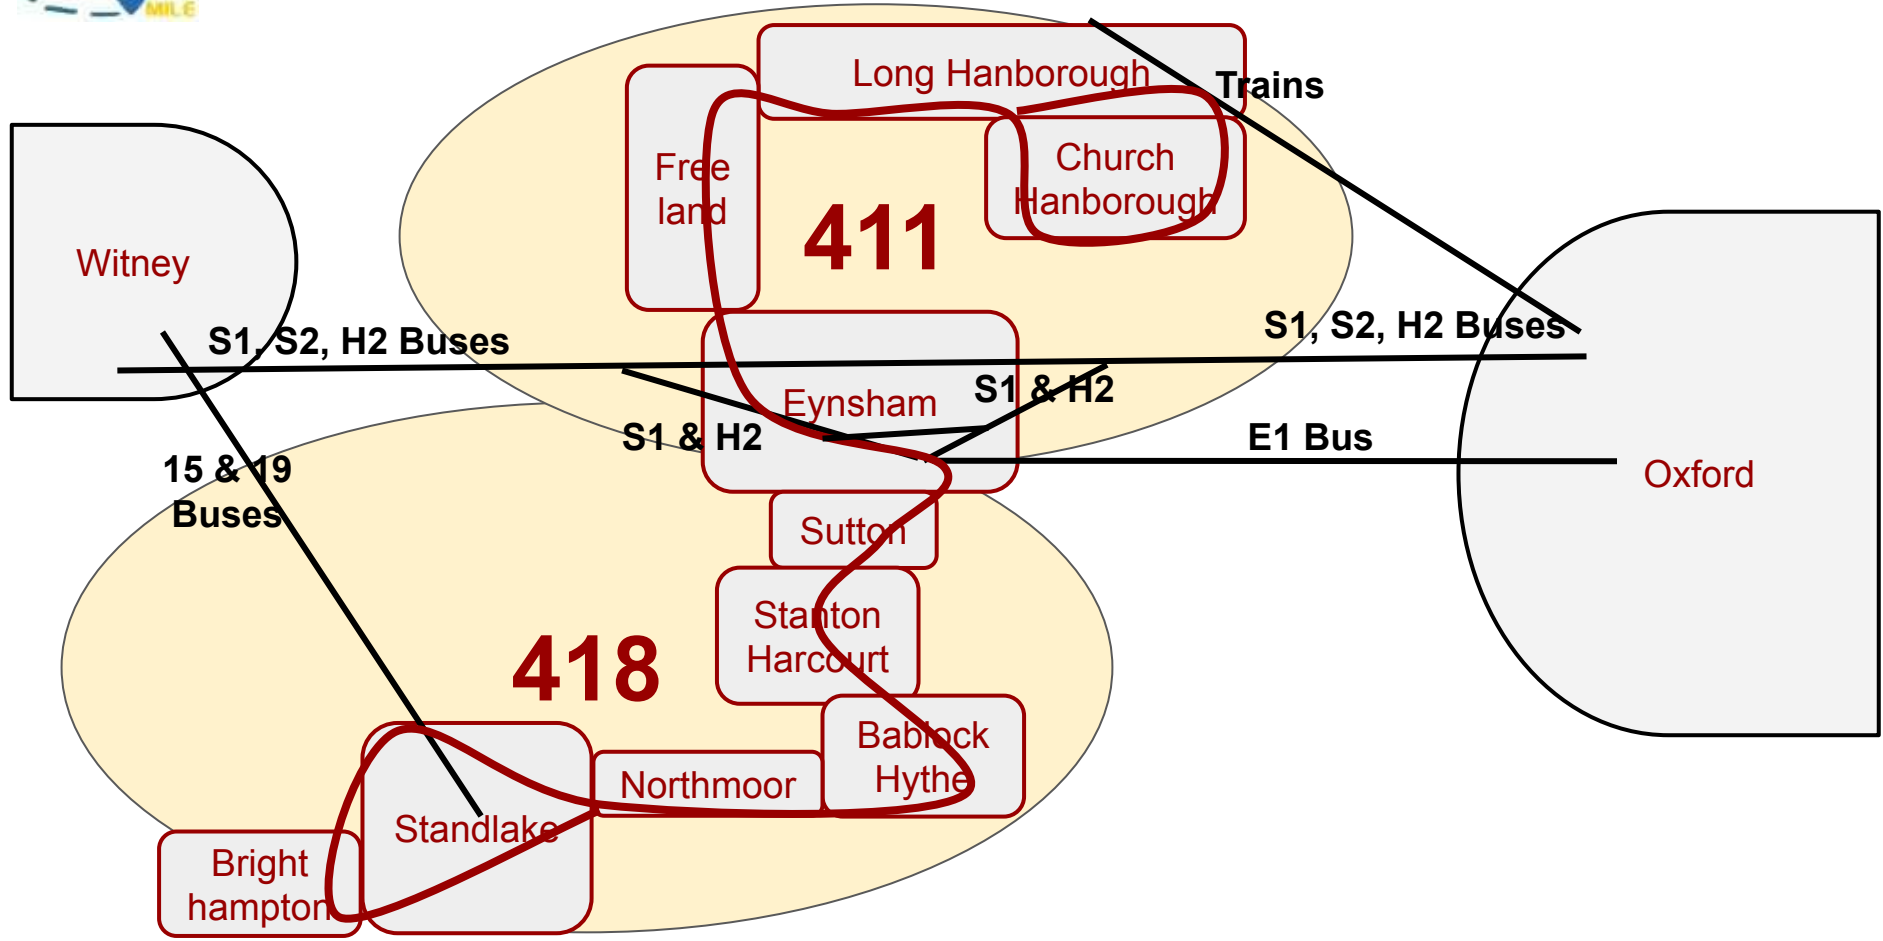 MILE
Long Hanborough
Trains
Free
land
Church
Hanborough
411
Witney
S1, S2, H2 Buses
S1, S2, H2 Buses
S1 & H2
Eynsham
S1 & H2
E1 Bus
15 & 19
Buses
Oxford
Sutton
Stanton
Harcourt
418
Bablock
Hythe
Northmoor
Standlake
Bright
hampton